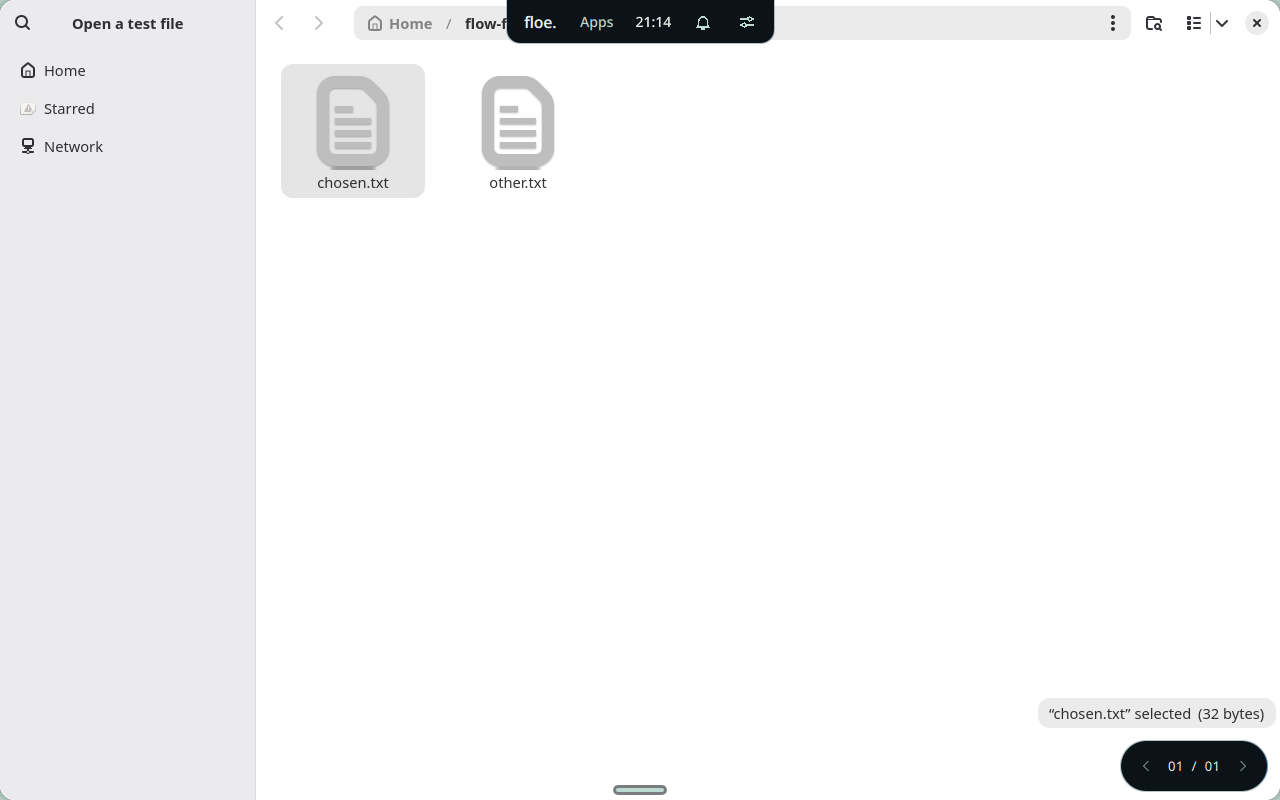 Open a test file
Home / flow-f
floe. Apps 21:14
Home
Starred
Network
chosen.txt
other.txt
“chosen.txt” selected (32 bytes)
01 / 01